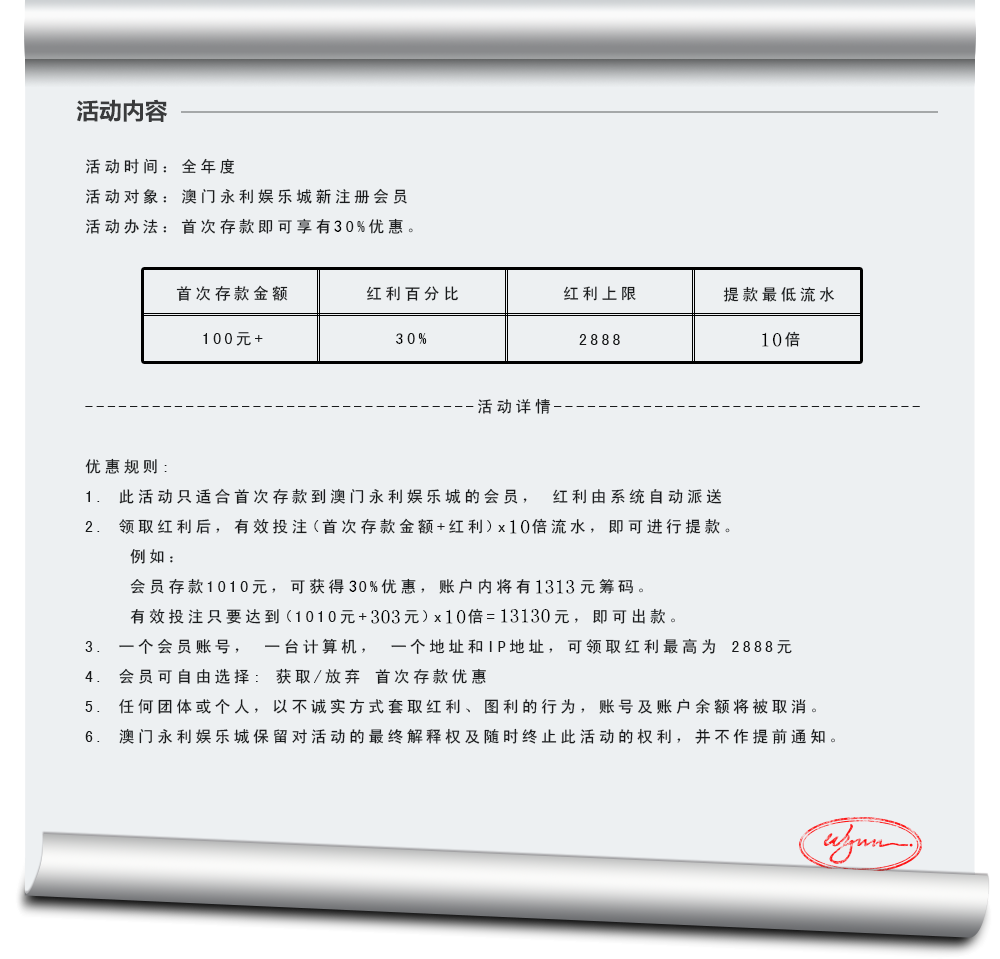 活动内容
活动时间：全年度
活动对象：澳门永利娱乐城新注册会员
活动办法：首次存款即可享有30%优惠。
首次存款金额 红利百分比 红利上限 提款最低流水
100元+ 30% 2888 10倍
-----------------------------------活动详情---------------------------------
优惠规则:
1. 此活动只适合首次存款到澳门永利娱乐城的会员， 红利由系统自动派送
2. 领取红利后，有效投注(首次存款金额+红利)x10倍流水，即可进行提款。
例如：
会员存款1010元，可获得30%优惠，账户内将有1313元筹码。
有效投注只要达到(1010元+303元)x10倍=13130元，即可出款。
3. 一个会员账号， 一台计算机， 一个地址和IP地址，可领取红利最高为 2888元
4. 会员可自由选择: 获取/放弃 首次存款优惠
5. 任何团体或个人，以不诚实方式套取红利、图利的行为，账号及账户余额将被取消。
6. 澳门永利娱乐城保留对活动的最终解释权及随时终止此活动的权利，并不作提前通知。
Wynn